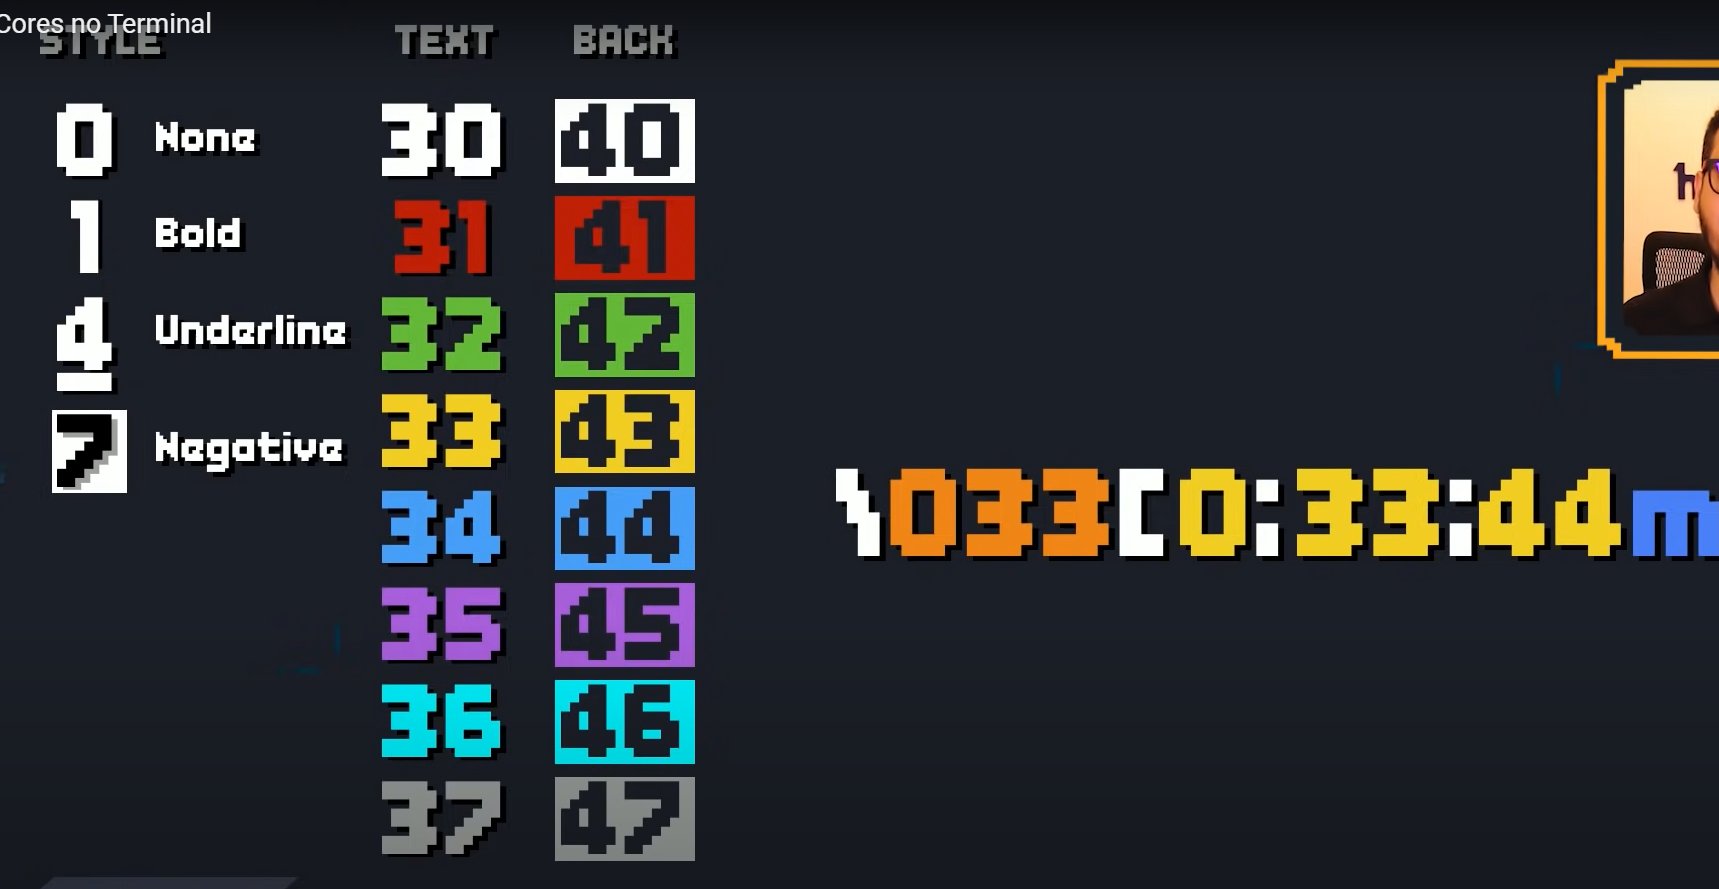 Cores no Terminal
STYLE TEXT BACK
0 None 30 40
1 Bold 31 41
4 Underline 32 42
7 Negative 33 43
34 44
\033[0:33:44m
35 45
36 46
37 47